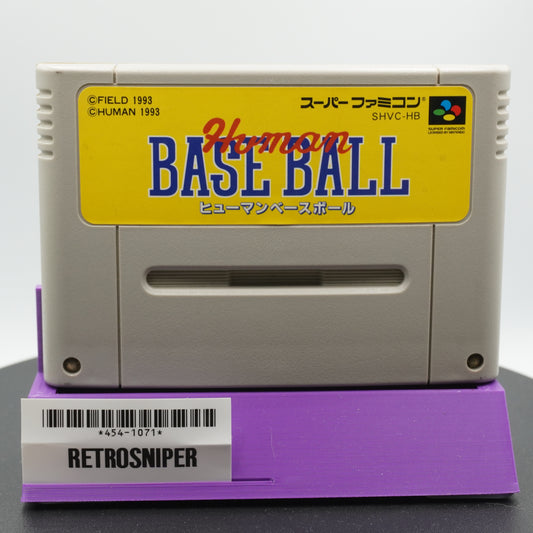 ©FIELD 1993
©HUMAN 1993
スーパーファミコン®
SHVC-HB
SUPER FAMICOM
LICENSED BY NINTENDO
Human
BASE BALL
ヒューマンベースボール
*454-1071*
RETROSNIPER